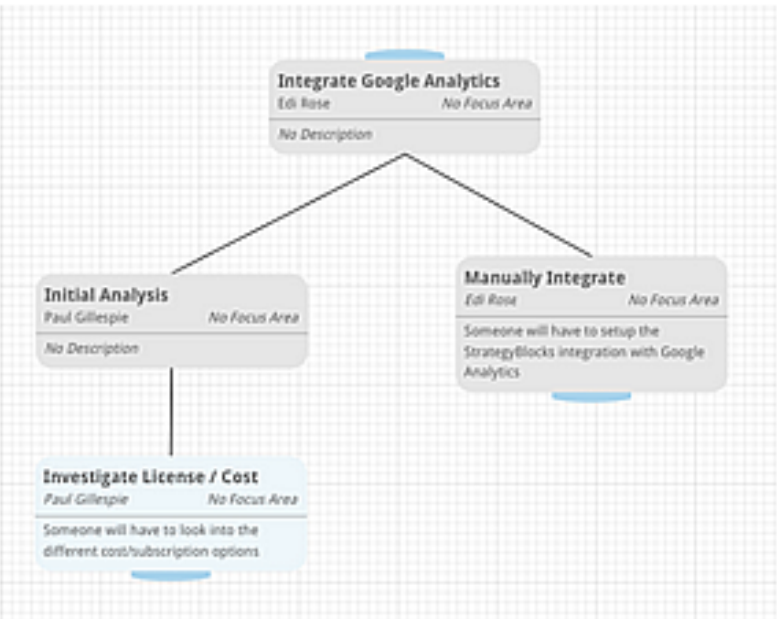 Integrate Google Analytics
Edi Rose No Focus Area
No Description
Initial Analysis
Paul Gillespie No Focus Area
No Description
Manually Integrate
Edi Rose No Focus Area
Someone will have to setup the
StrategyBlocks integration with Google
Analytics
Investigate License / Cost
Paul Gillespie No Focus Area
Someone will have to look into the
different cost/subscription options